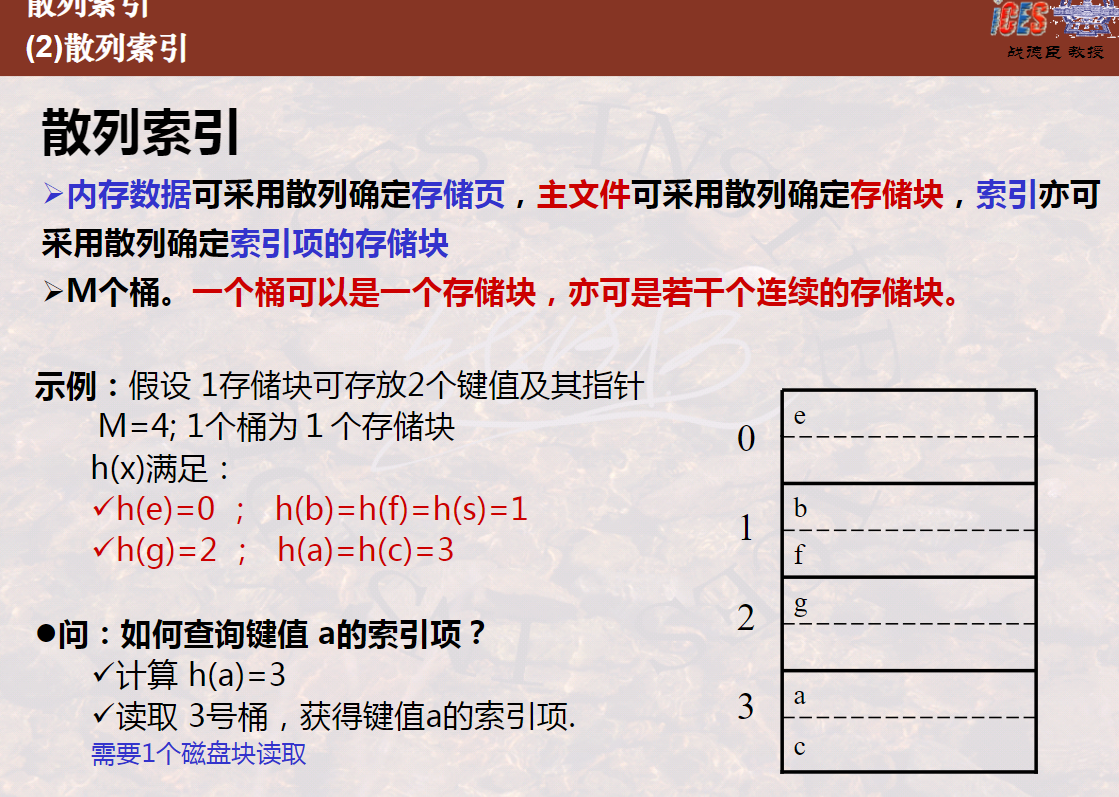 散列索引
(2)散列索引
iCES
战德臣 教授
散列索引
➢内存数据可采用散列确定存储页，主文件可采用散列确定存储块，索引亦可
采用散列确定索引项的存储块
➢M个桶。一个桶可以是一个存储块，亦可是若干个连续的存储块。
示例：假设 1存储块可存放2个键值及其指针
M=4; 1个桶为１个存储块
h(x)满足：
✓h(e)=0 ； h(b)=h(f)=h(s)=1
✓h(g)=2 ； h(a)=h(c)=3
●问：如何查询键值 a的索引项？
✓计算 h(a)=3
✓读取 3号桶，获得键值a的索引项.
需要1个磁盘块读取
0
e
1
b
f
2
g
3
a
c